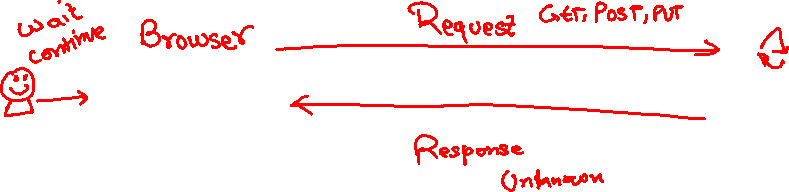 wait
continue
Browser
Request GET, POST, PUT
Response
Unknown